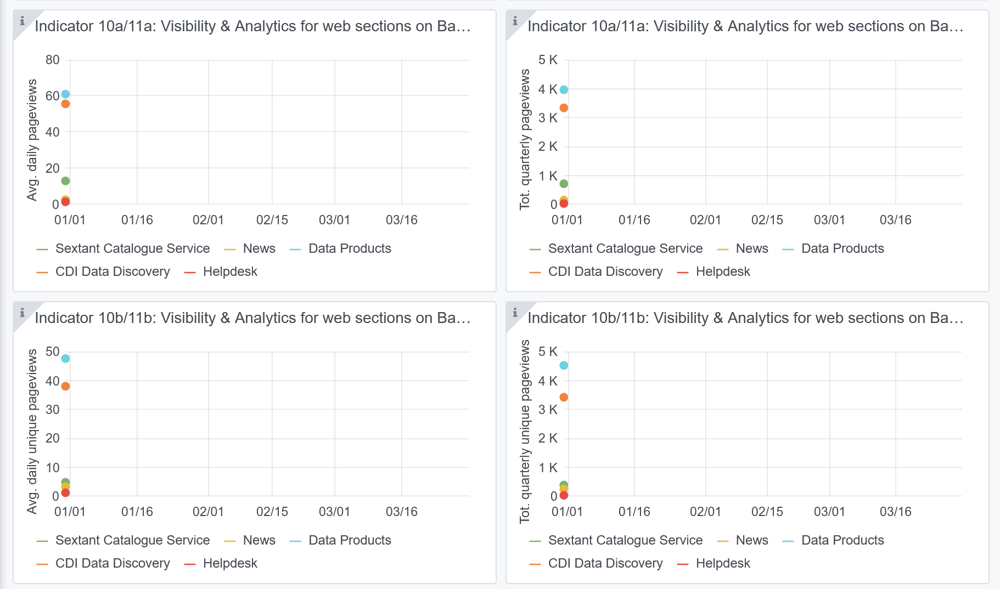 Indicator 10a/11a: Visibility & Analytics for web sections on Ba…
Avg. daily pageviews
80
60
40
20
0
01/01 01/16 02/01 02/15 03/01 03/16
Sextant Catalogue Service News Data Products
CDI Data Discovery Helpdesk
Indicator 10a/11a: Visibility & Analytics for web sections on Ba…
Tot. quarterly pageviews
5 K
4 K
3 K
2 K
1 K
0
01/01 01/16 02/01 02/15 03/01 03/16
Sextant Catalogue Service News Data Products
CDI Data Discovery Helpdesk
Indicator 10b/11b: Visibility & Analytics for web sections on Ba…
Avg. daily unique pageviews
50
40
30
20
10
0
01/01 01/16 02/01 02/15 03/01 03/16
Sextant Catalogue Service News Data Products
CDI Data Discovery Helpdesk
Indicator 10b/11b: Visibility & Analytics for web sections on Ba…
Tot. quarterly unique pageviews
5 K
4 K
3 K
2 K
1 K
0
01/01 01/16 02/01 02/15 03/01 03/16
Sextant Catalogue Service News Data Products
CDI Data Discovery Helpdesk